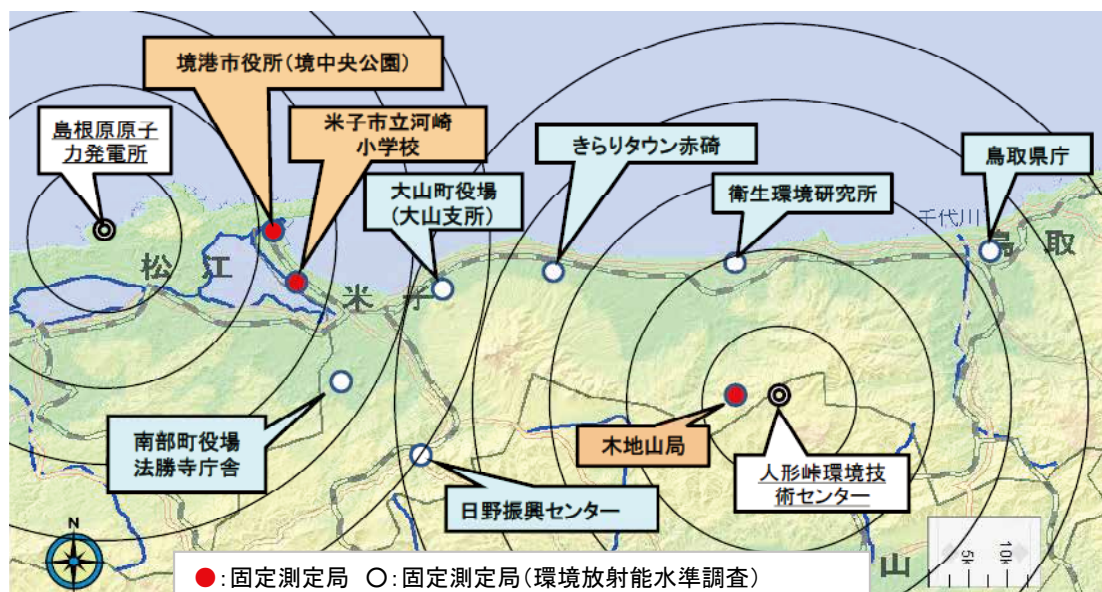 境港市役所(境中央公園)
島根原原子
力発電所
米子市立河崎
小学校
大山町役場
(大山支所)
きらりタウン赤碕
衛生環境研究所
鳥取県庁
千代川
鳥取
松江
米子
南部町役場
法勝寺庁舎
日野振興センター
木地山局
人形峠環境技
術センター
N
山
5k
10k
●:固定測定局 ○:固定測定局(環境放射能水準調査)